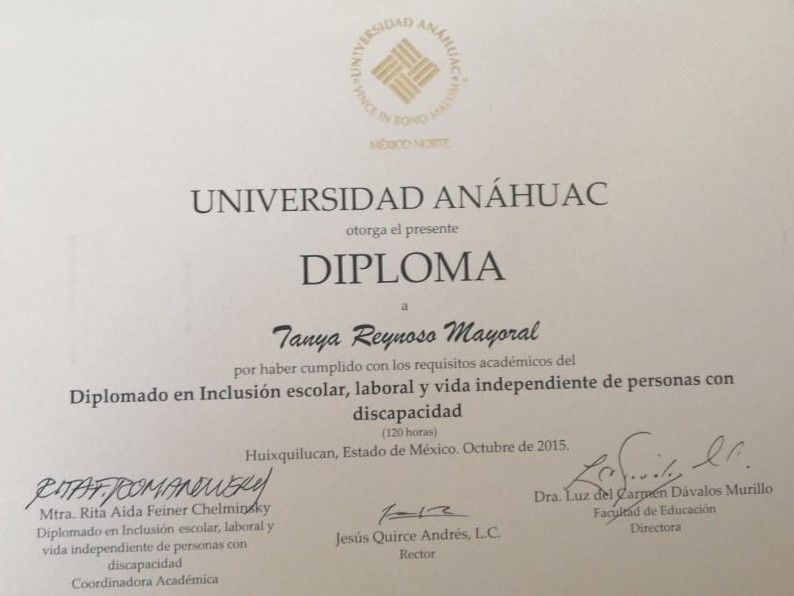 UNIVERSIDAD ANÁHUAC
VINCE IN BONO MALUM
MÉXICO NORTE
UNIVERSIDAD ANÁHUAC
otorga el presente
DIPLOMA
a
Tanya Reynoso Mayoral
por haber cumplido con los requisitos académicos del
Diplomado en Inclusión escolar, laboral y vida independiente de personas con
discapacidad
(120 horas)
Huixquilucan, Estado de México. Octubre de 2015.
Mtra. Rita Aida Feiner Chelminsky
Diplomado en Inclusión escolar, laboral y
vida independiente de personas con
discapacidad
Coordinadora Académica
Jesús Quirce Andrés, L.C.
Rector
Dra. Luz del Carmen Dávalos Murillo
Facultad de Educación
Directora